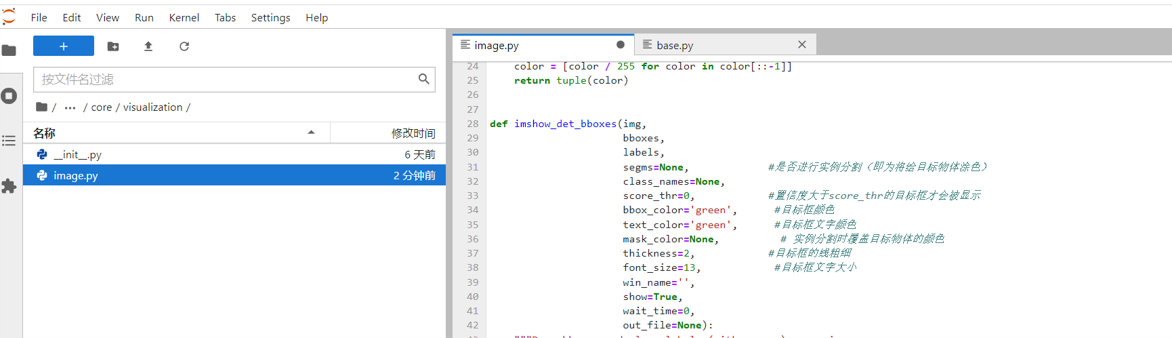 File Edit View Run Kernel Tabs Settings Help
+
按文件名过滤
/ ··· / core / visualization /
名称 修改时间
__init__.py 6 天前
image.py 2 分钟前
image.py base.py
24 color = [color / 255 for color in color[::-1]]
25 return tuple(color)
26
27
28 def imshow_det_bboxes(img,
29 bboxes,
30 labels,
31 segms=None, #是否进行实例分割（即为将给目标物体涂色）
32 class_names=None,
33 score_thr=0, #置信度大于score_thr的目标框才会被显示
34 bbox_color='green', #目标框颜色
35 text_color='green', #目标框文字颜色
36 mask_color=None, # 实例分割时覆盖目标物体的颜色
37 thickness=2, #目标框的线粗细
38 font_size=13, #目标框文字大小
39 win_name='',
40 show=True,
41 wait_time=0,
42 out_file=None):